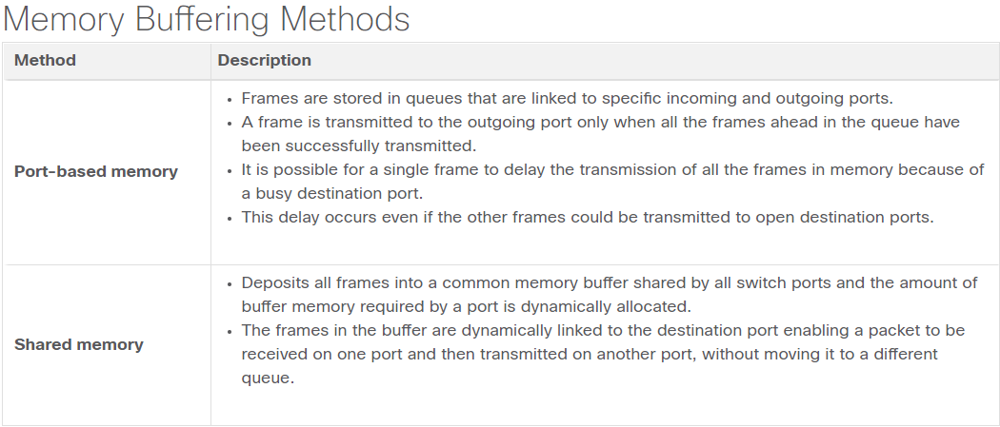 Memory Buffering Methods
Method Description
• Frames are stored in queues that are linked to specific incoming and outgoing ports.
• A frame is transmitted to the outgoing port only when all the frames ahead in the queue have
been successfully transmitted.
Port-based memory
• It is possible for a single frame to delay the transmission of all the frames in memory because of
a busy destination port.
• This delay occurs even if the other frames could be transmitted to open destination ports.
• Deposits all frames into a common memory buffer shared by all switch ports and the amount of
buffer memory required by a port is dynamically allocated.
Shared memory
• The frames in the buffer are dynamically linked to the destination port enabling a packet to be
received on one port and then transmitted on another port, without moving it to a different
queue.